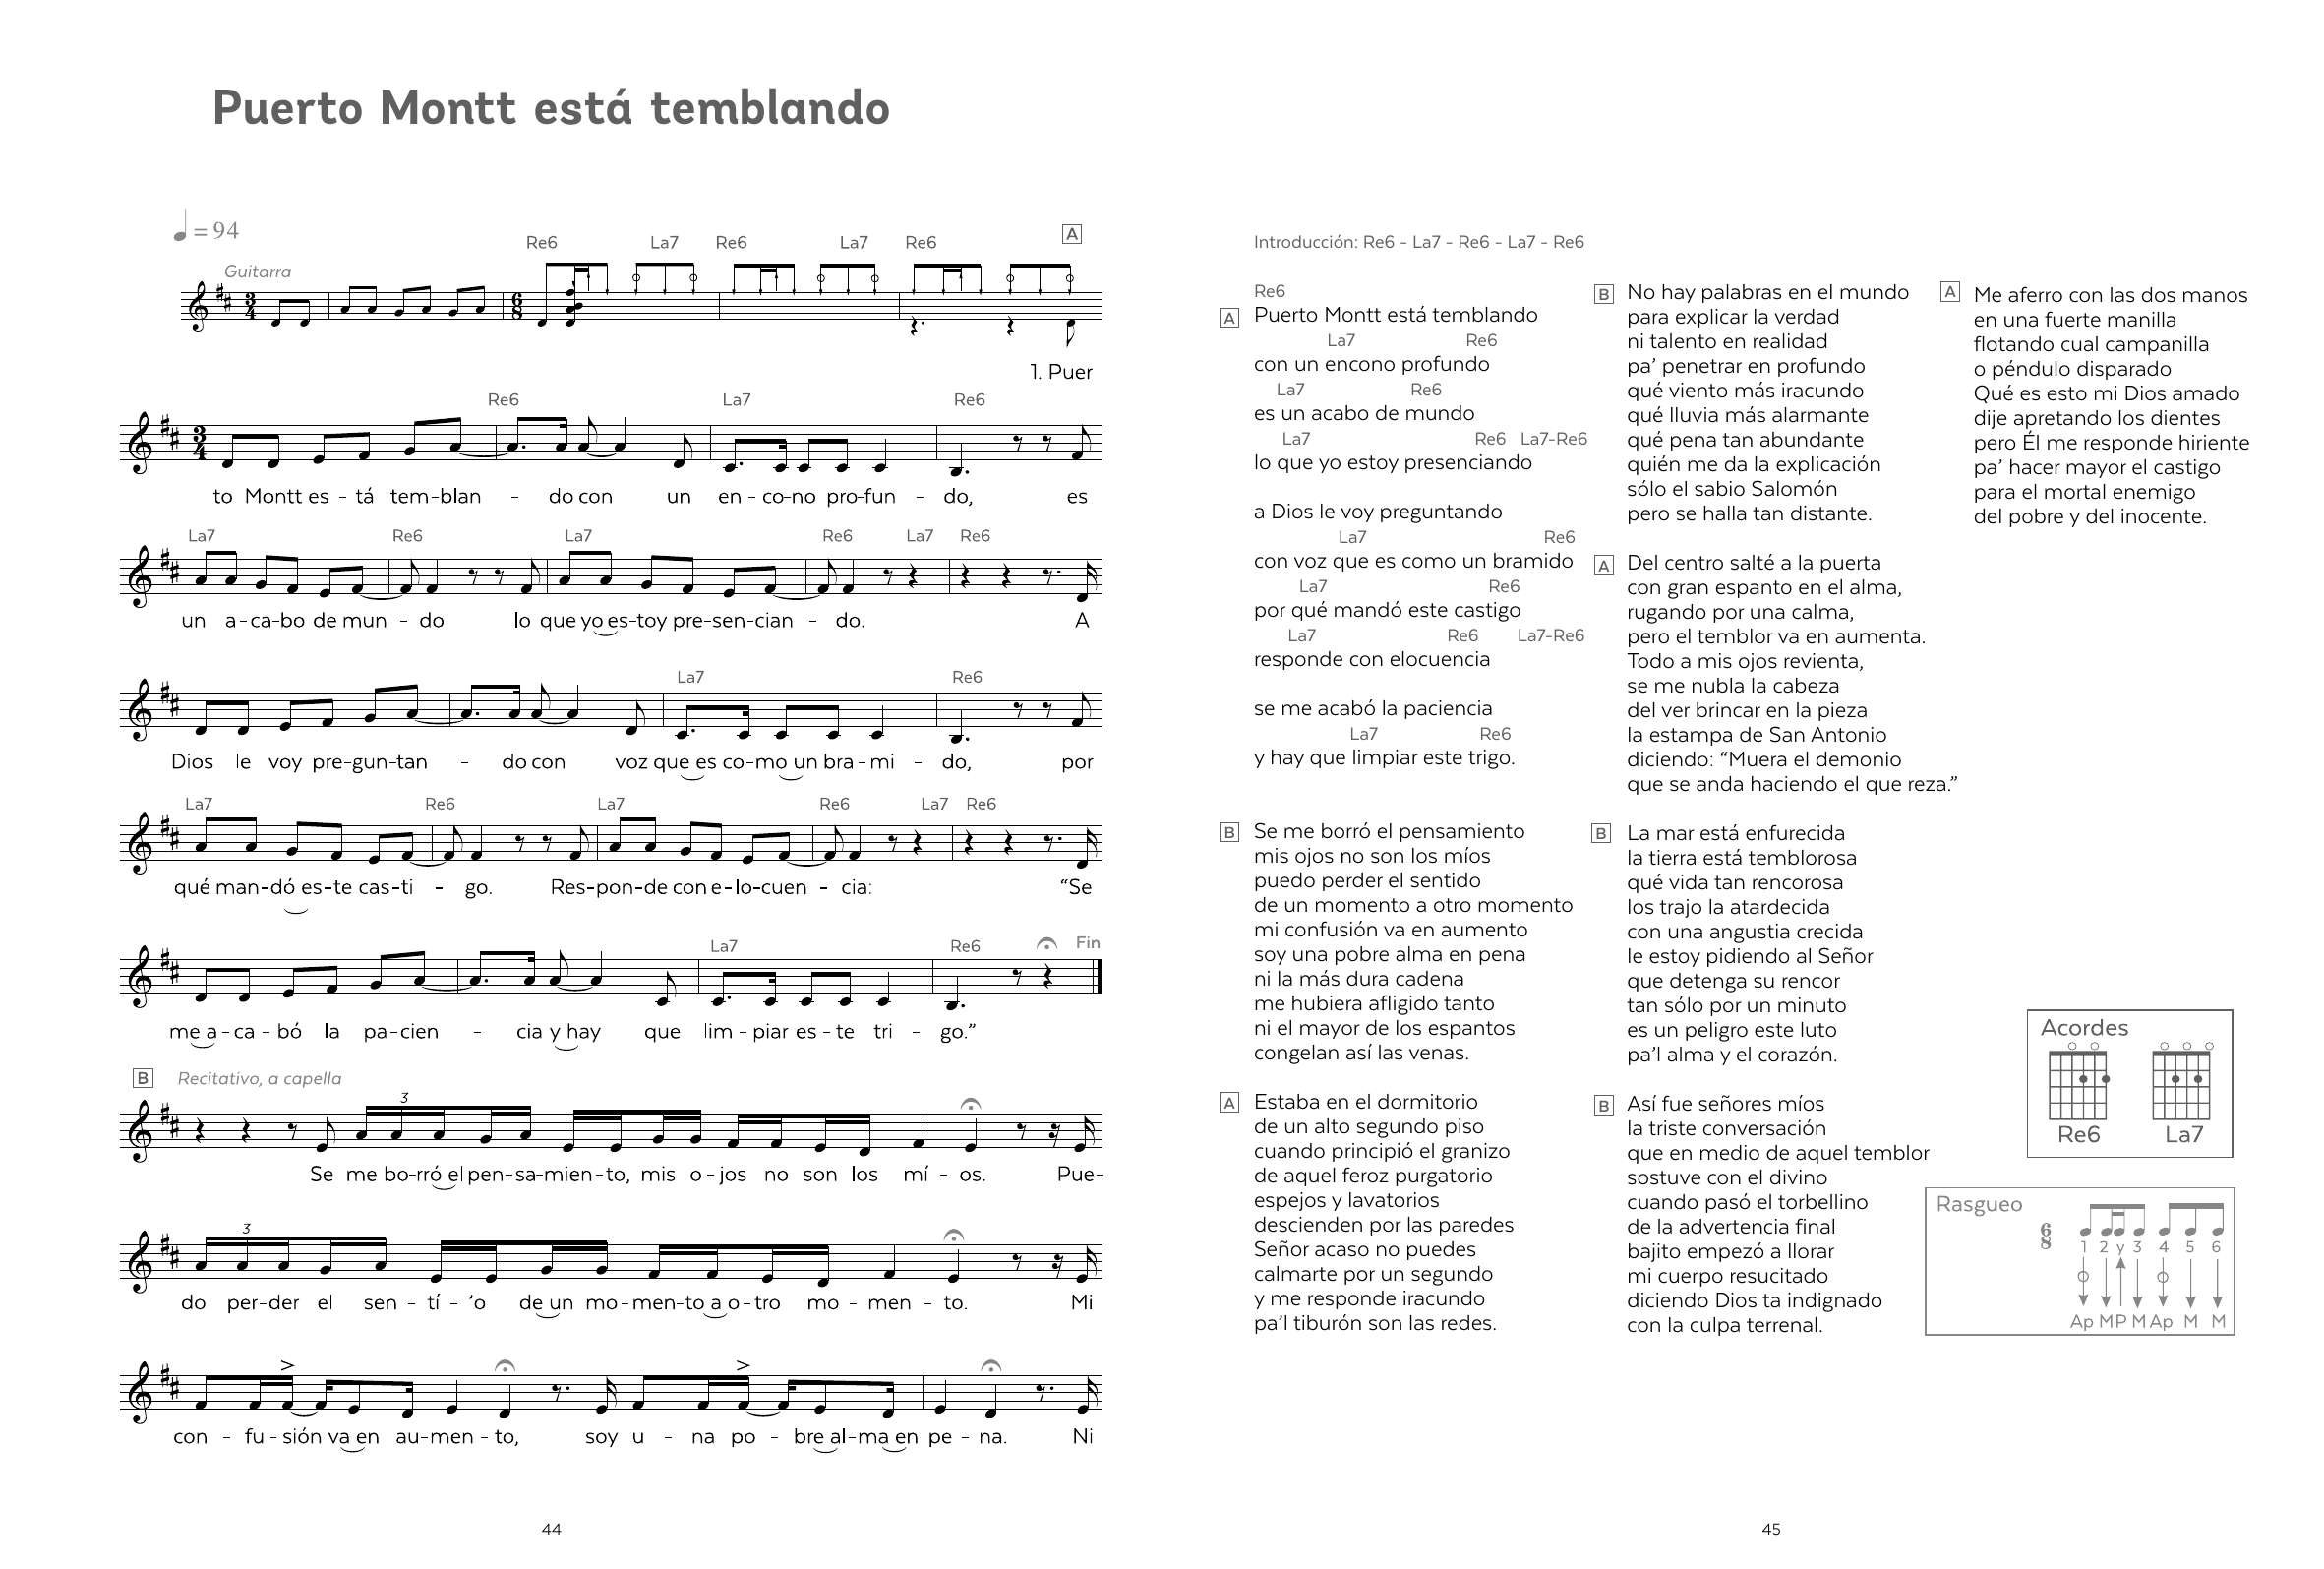 Puerto Montt está temblando
♩ = 94
Guitarra
Re6 La7 Re6 La7 Re6 A
3/4 6/8
1. Puer
Re6 La7 Re6
3/4
to Montt es - tá tem-blan - do con un en-co-no pro-fun - do, es
La7 Re6 La7 Re6 La7 Re6
un a-ca-bo de mun - do lo que yo es-toy pre-sen-cian - do. A
La7 Re6
Dios le voy pre-gun-tan - do con voz que es co-mo un bra-mi - do, por
La7 Re6 La7 Re6 La7 Re6
qué man-dó es-te cas-ti - go. Res-pon-de con e-lo-cuen - cia: “Se
La7 Re6 Fin
me a-ca-bó la pa-cien - cia y hay que lim-piar es-te tri - go.”
B Recitativo, a capella
3
Se me bo-rró el pen-sa-mien-to, mis o-jos no son los mí - os. Pue-
3
do per-der el sen - tí - ’o de un mo-men-to a o-tro mo - men - to. Mi
con - fu-sión va en au-men - to, soy u - na po - bre al-ma en pe - na. Ni
44
Introducción: Re6 - La7 - Re6 - La7 - Re6
Re6
A Puerto Montt está temblando
La7 Re6
con un encono profundo
La7 Re6
es un acabo de mundo
La7 Re6 La7-Re6
lo que yo estoy presenciando
a Dios le voy preguntando
La7 Re6
con voz que es como un bramido
La7 Re6
por qué mandó este castigo
La7 Re6 La7-Re6
responde con elocuencia
se me acabó la paciencia
La7 Re6
y hay que limpiar este trigo.
B Se me borró el pensamiento
mis ojos no son los míos
puedo perder el sentido
de un momento a otro momento
mi confusión va en aumento
soy una pobre alma en pena
ni la más dura cadena
me hubiera afligido tanto
ni el mayor de los espantos
congelan así las venas.
A Estaba en el dormitorio
de un alto segundo piso
cuando principió el granizo
de aquel feroz purgatorio
espejos y lavatorios
descienden por las paredes
Señor acaso no puedes
calmarte por un segundo
y me responde iracundo
pa’l tiburón son las redes.
B No hay palabras en el mundo
para explicar la verdad
ni talento en realidad
pa’ penetrar en profundo
qué viento más iracundo
qué lluvia más alarmante
qué pena tan abundante
quién me da la explicación
sólo el sabio Salomón
pero se halla tan distante.
A Del centro salté a la puerta
con gran espanto en el alma,
rugando por una calma,
pero el temblor va en aumenta.
Todo a mis ojos revienta,
se me nubla la cabeza
del ver brincar en la pieza
la estampa de San Antonio
diciendo: “Muera el demonio
que se anda haciendo el que reza.”
B La mar está enfurecida
la tierra está temblorosa
qué vida tan rencorosa
los trajo la atardecida
con una angustia crecida
le estoy pidiendo al Señor
que detenga su rencor
tan sólo por un minuto
es un peligro este luto
pa’l alma y el corazón.
B Así fue señores míos
la triste conversación
que en medio de aquel temblor
sostuve con el divino
cuando pasó el torbellino
de la advertencia final
bajito empezó a llorar
mi cuerpo resucitado
diciendo Dios ta indignado
con la culpa terrenal.
A Me aferro con las dos manos
en una fuerte manilla
flotando cual campanilla
o péndulo disparado
Qué es esto mi Dios amado
dije apretando los dientes
pero Él me responde hiriente
pa’ hacer mayor el castigo
para el mortal enemigo
del pobre y del inocente.
Acordes
Re6 La7
Rasgueo
6/8
1 2 y 3 4 5 6
Ap M P M Ap M M
45